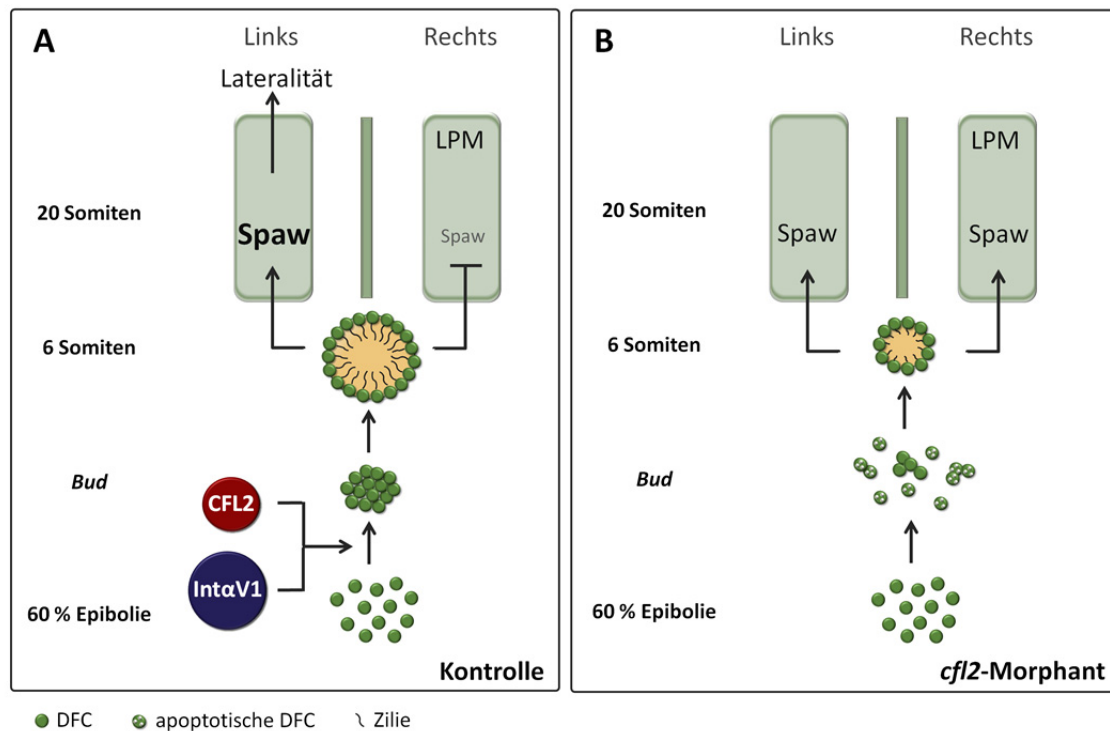 A
Links
Rechts
Lateralität
LPM
20 Somiten
Spaw
Spaw
6 Somiten
Bud
CFL2
IntαV1
60 % Epibolie
Kontrolle
B
Links
Rechts
LPM
20 Somiten
Spaw
Spaw
6 Somiten
Bud
60 % Epibolie
cfl2-Morphant
DFC
apoptotische DFC
Zilie